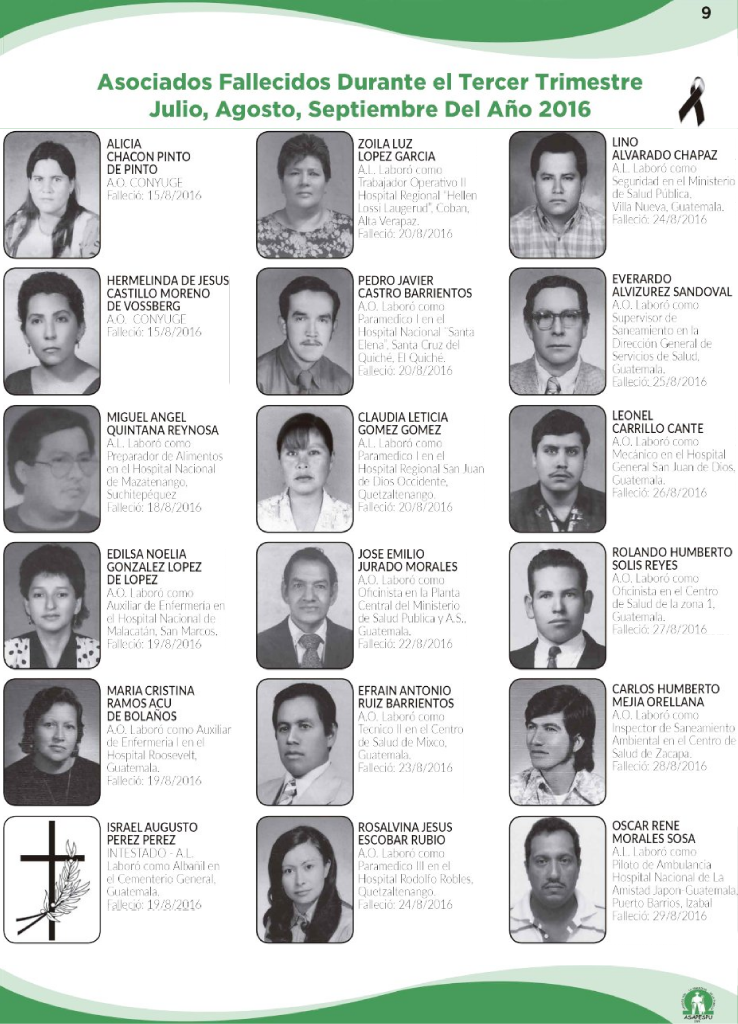 9
Asociados Fallecidos Durante el Tercer Trimestre
Julio, Agosto, Septiembre Del Año 2016
ALICIA
CHACON PINTO
DE PINTO
A.O. CONYUGE
Falleció: 15/8/2016
HERMELINDA DE JESUS
CASTILLO MORENO
DE VOSSBERG
A.O . CONYUGE
Falleció: 15/8/2016
MIGUEL ANGEL
QUINTANA REYNOSA
A.L. Laboró como
Preparador de Alimentos
en el Hospital Nacional
de Mazatenango,
Suchitepéquez
Falleció: 18/8/2016
EDILSA NOELIA
GONZALEZ LOPEZ
DE LOPEZ
A.O. Laboró como
Auxiliar de Enfermería en
el Hospital Nacional de
Malacatán, San Marcos.
Falleció: 19/8/2016
MARIA CRISTINA
RAMOS ACU
DE BOLAÑOS
A.O. Laboró como Auxiliar
de Enfermería I en el
Hospital Roosevelt,
Guatemala.
Falleció: 19/8/2016
ISRAEL AUGUSTO
PEREZ PEREZ
INTESTADO - A.L.
Laboró como Albañil en
el Cementerio General,
Guatemala.
Falleció: 19/8/2016
ZOILA LUZ
LOPEZ GARCIA
A.L. Laboró como
Trabajador Operativo II
Hospital Regional "Hellen
Lossi Laugerud", Coban,
Alta Verapaz.
Falleció: 20/8/2016
PEDRO JAVIER
CASTRO BARRIENTOS
A.O. Laboró como
Paramedico I en el
Hospital Nacional "Santa
Elena", Santa Cruz del
Quiché, El Quiché.
Falleció: 20/8/2016
CLAUDIA LETICIA
GOMEZ GOMEZ
A.L. Laboró como
Paramedico I en el
Hospital Regional San Juan
de Dios Occidente,
Quetzaltenango.
Falleció: 20/8/2016
JOSE EMILIO
JURADO MORALES
A.O. Laboró como
Oficinista en la Planta
Central del Ministerio
de Salud Publica y A.S.,
Guatemala.
Falleció: 22/8/2016
EFRAIN ANTONIO
RUIZ BARRIENTOS
A.O. Laboró como
Tecnico II en el Centro
de Salud de Mixco,
Guatemala.
Falleció: 23/8/2016
ROSALVINA JESUS
ESCOBAR RUBIO
A.O. Laboró como
Paramedico III en el
Hospital Rodolfo Robles,
Quetzaltenango.
Falleció: 24/8/2016
LINO
ALVARADO CHAPAZ
A.L. Laboró como
Seguridad en el Ministerio
de Salud Pública,
Villa Nueva, Guatemala.
Falleció: 24/8/2016
EVERARDO
ALVIZUREZ SANDOVAL
A.O. Laboró como
Supervisor de
Saneamiento en la
Dirección General de
Servicios de Salud,
Guatemala.
Falleció: 25/8/2016
LEONEL
CARRILLO CANTE
A.O. Laboró como
Mecánico en el Hospital
General San Juan de Dios,
Guatemala.
Falleció: 26/8/2016
ROLANDO HUMBERTO
SOLIS REYES
A.O. Laboró como
Oficinista en el Centro
de Salud de la zona 1,
Guatemala.
Falleció: 27/8/2016
CARLOS HUMBERTO
MEJIA ORELLANA
A.O. Laboró como
Inspector de Saneamiento
Ambiental en el Centro de
Salud de Zacapa.
Falleció: 28/8/2016
OSCAR RENE
MORALES SOSA
A.L. Laboró como
Piloto de Ambulancia
Hospital Nacional de La
Amistad Japon-Guatemala,
Puerto Barrios, Izabal
Falleció: 29/8/2016